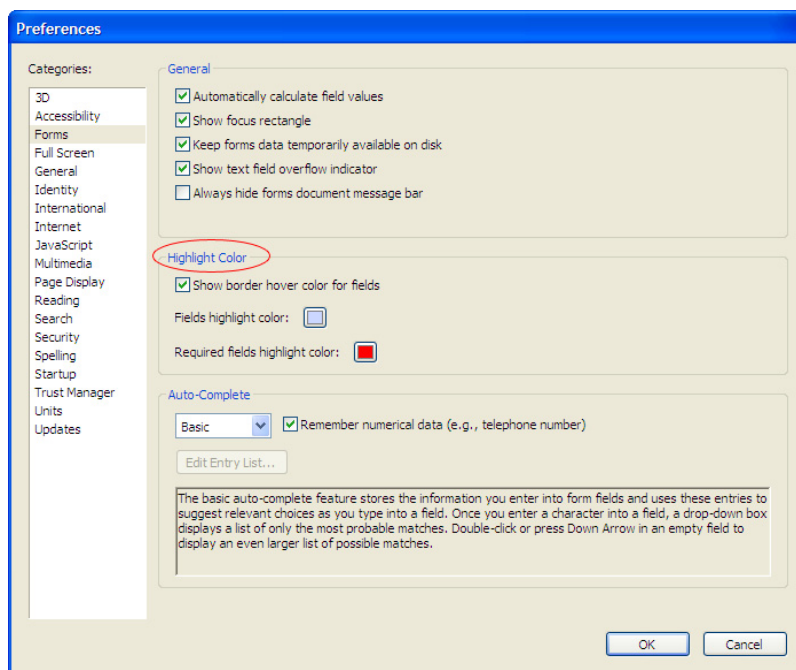 Preferences
Categories:
3D
Accessibility
Forms
Full Screen
General
Identity
International
Internet
JavaScript
Multimedia
Page Display
Reading
Search
Security
Spelling
Startup
Trust Manager
Units
Updates
General
Automatically calculate field values
Show focus rectangle
Keep forms data temporarily available on disk
Show text field overflow indicator
Always hide forms document message bar
Highlight Color
Show border hover color for fields
Fields highlight color:
Required fields highlight color:
Auto-Complete
Basic
Remember numerical data (e.g., telephone number)
Edit Entry List...
The basic auto-complete feature stores the information you enter into form fields and uses these entries to
suggest relevant choices as you type into a field. Once you enter a character into a field, a drop-down box
displays a list of only the most probable matches. Double-click or press Down Arrow in an empty field to
display an even larger list of possible matches.
OK
Cancel